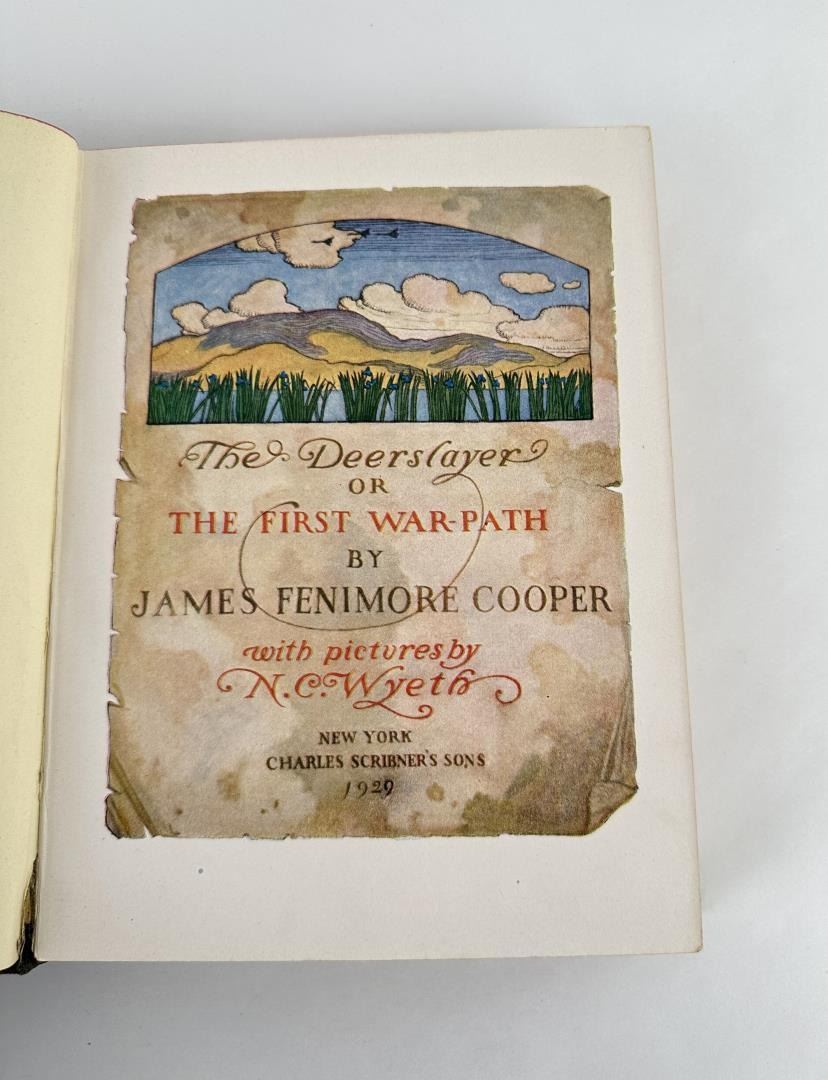 The Deerslayer
OR
THE FIRST WAR-PATH
BY
JAMES FENIMORE COOPER
with pictures by
N.C. Wyeth
NEW YORK
CHARLES SCRIBNER'S SONS
1929